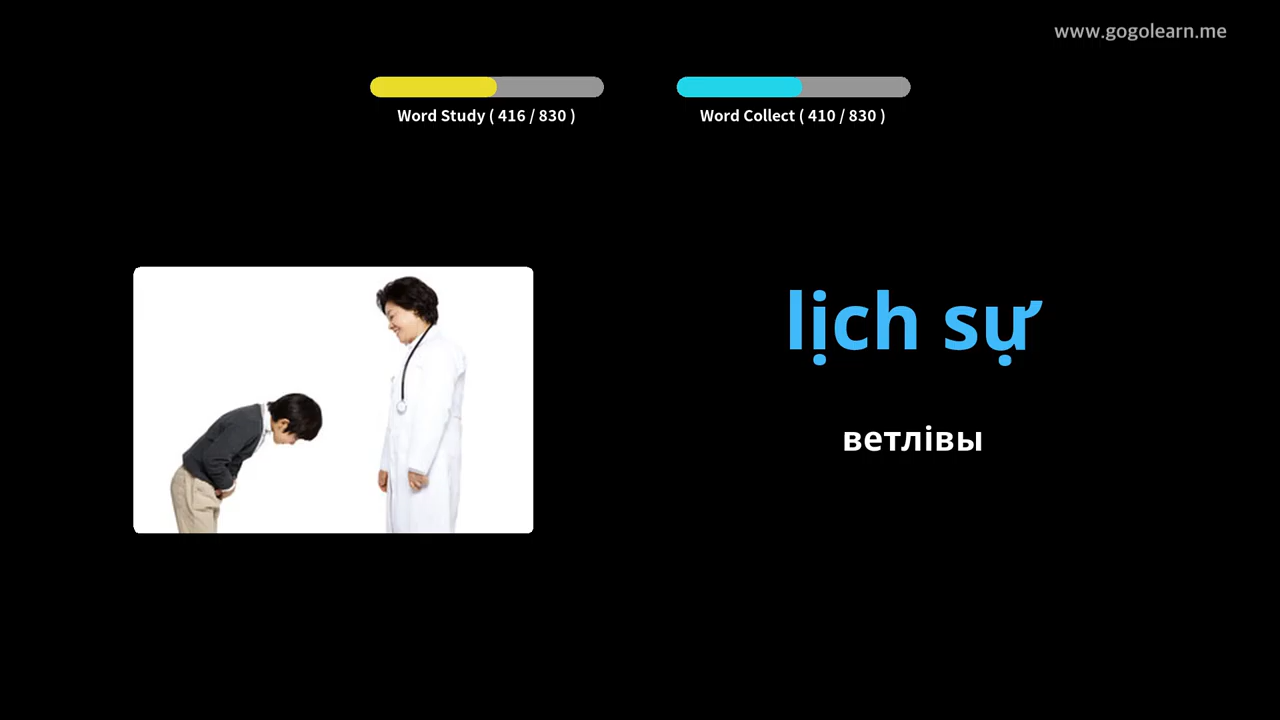 www.gogolearn.me
Word Study ( 416 / 830 )
Word Collect ( 410 / 830 )
lịch sự
ветлівы